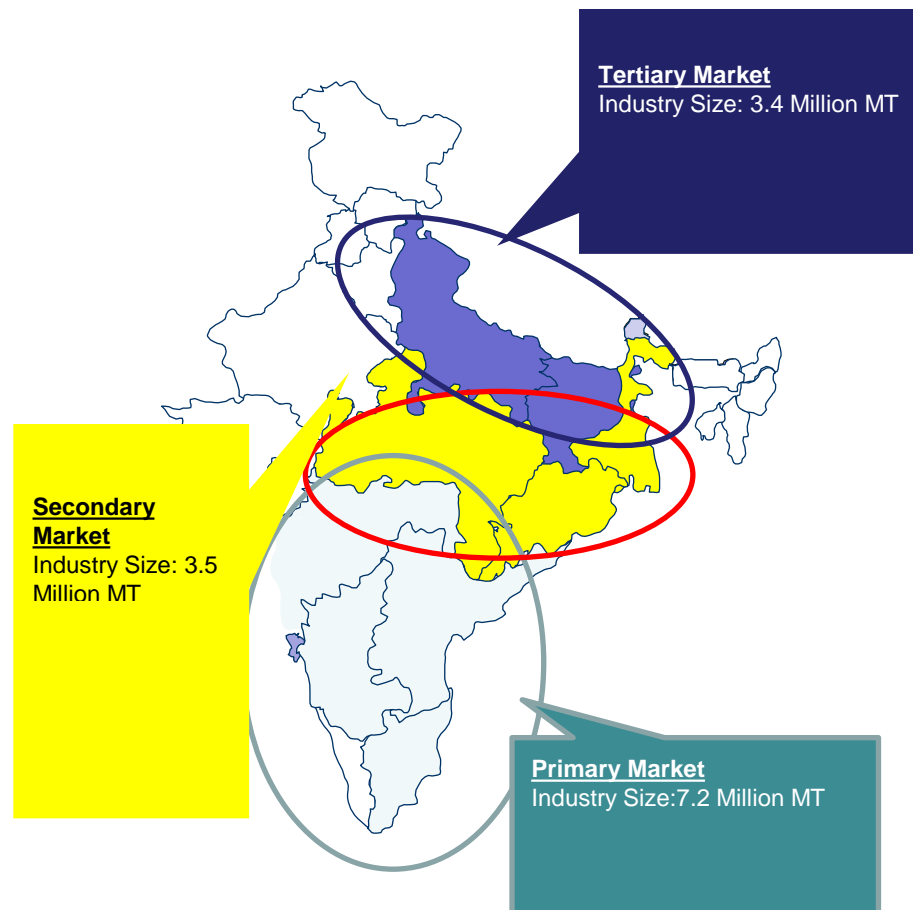 Tertiary Market
Industry Size: 3.4 Million MT
Secondary
Market
Industry Size: 3.5
Million MT
Primary Market
Industry Size:7.2 Million MT